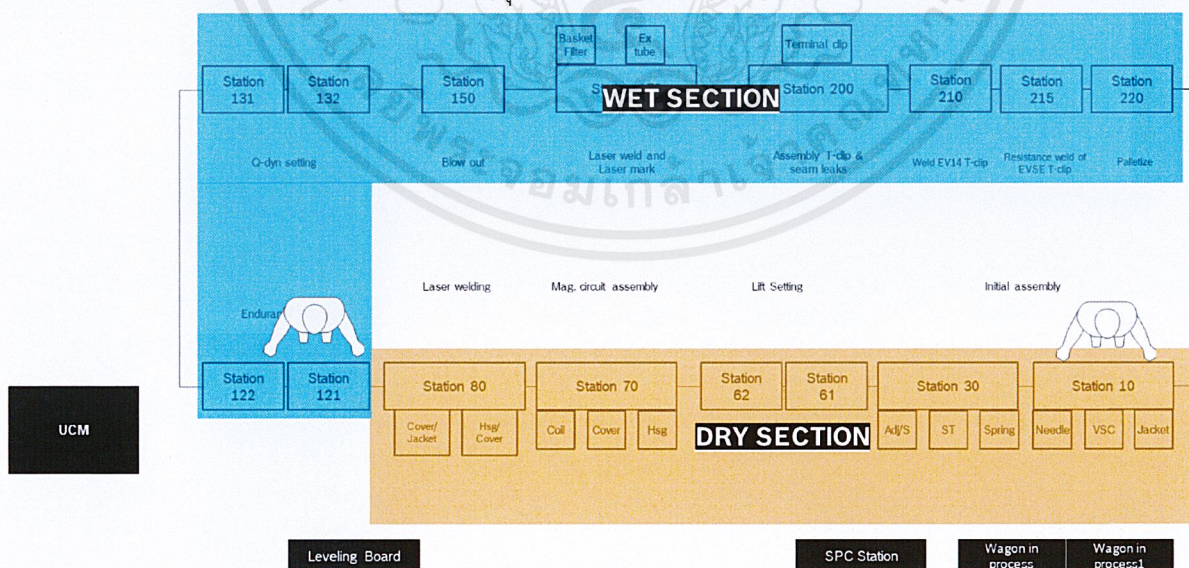 Basket
Filter
Ex
tube
Terminal clip
Station
131
Station
132
Station
150
WET SECTION
Station 200
Station
210
Station
215
Station
220
Q-dyn setting
Blow out
Laser weld and
Laser mark
Assembly T-clip &
seam leaks
Weld EV14 T-clip
Resistance weld of
EVSE T-clip
Palletize
Laser welding
Mag. circuit assembly
Lift Setting
Initial assembly
Station
122
Station
121
Station 80
Station 70
Station
62
Station
61
Station 30
Station 10
UCM
Cover/
Jacket
Hsg/
Cover
Coil
Cover
Hsg
DRY SECTION
Adj/S
ST
Spring
Needle
VSC
Jacket
Leveling Board
SPC Station
Wagon in
process
Wagon in
process1